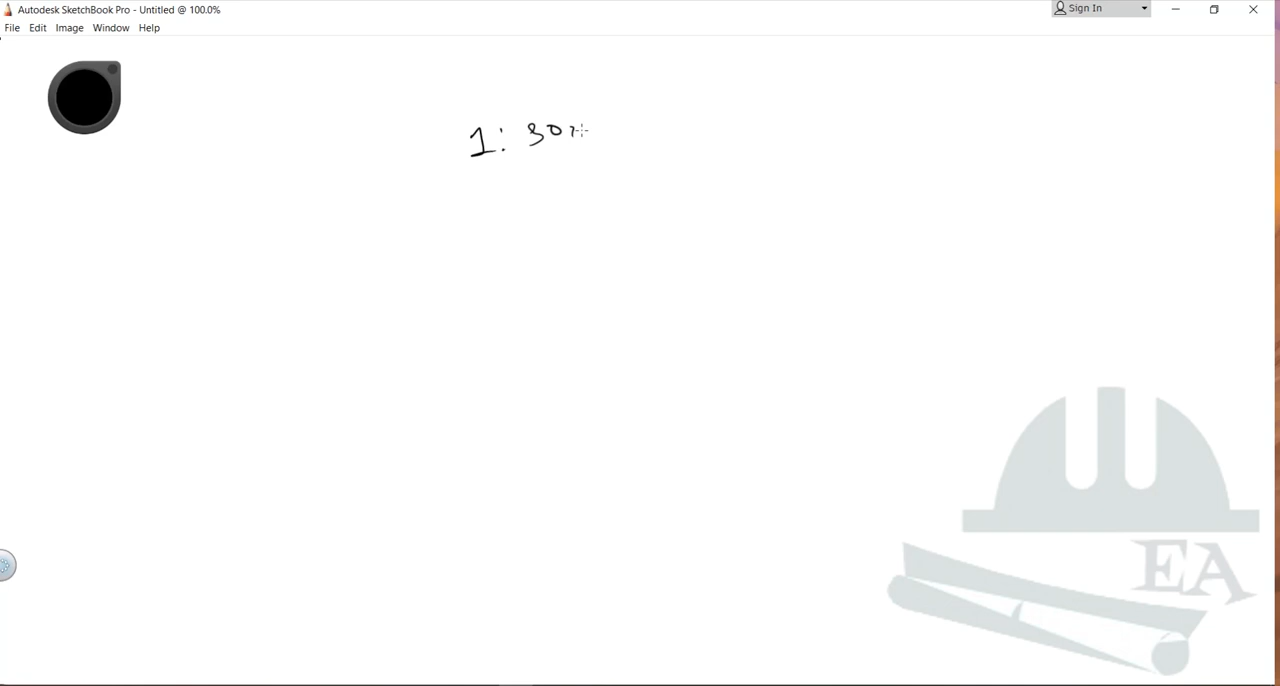 Autodesk SketchBook Pro - Untitled @ 100.0%
Sign In
File Edit Image Window Help
1: 30
EA